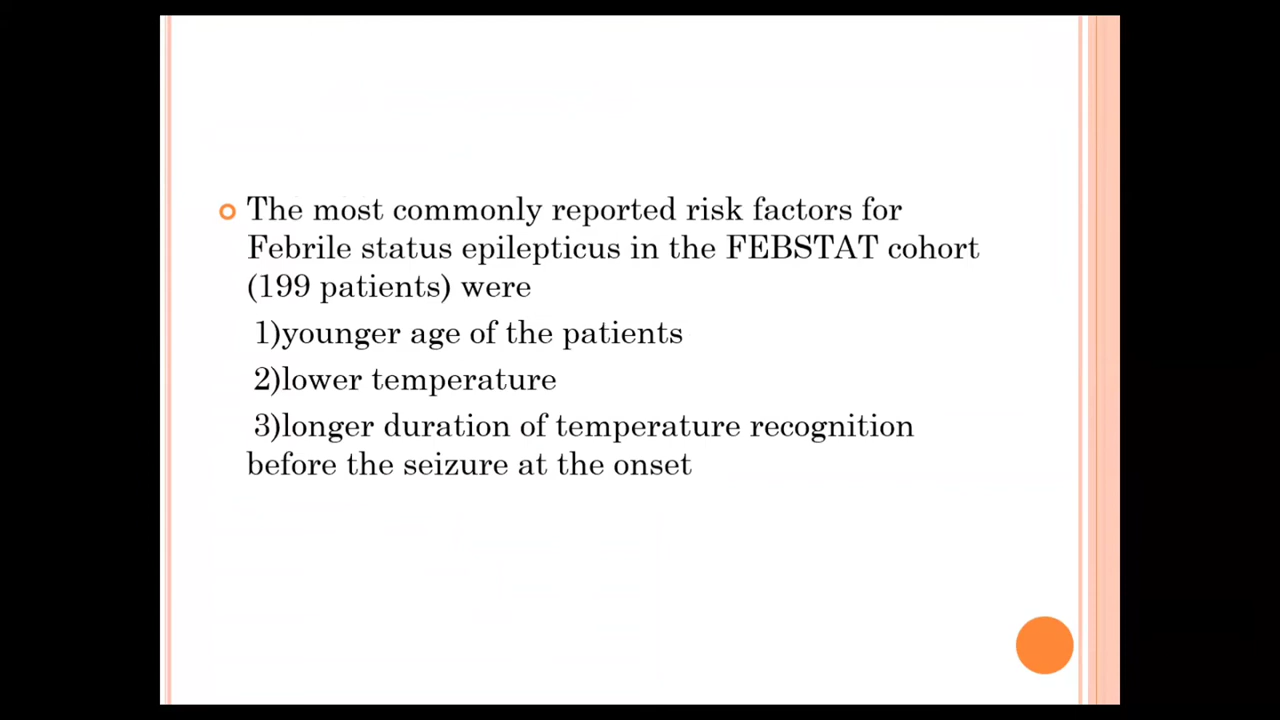 The most commonly reported risk factors for
Febrile status epilepticus in the FEBSTAT cohort
(199 patients) were
1)younger age of the patients
2)lower temperature
3)longer duration of temperature recognition
before the seizure at the onset